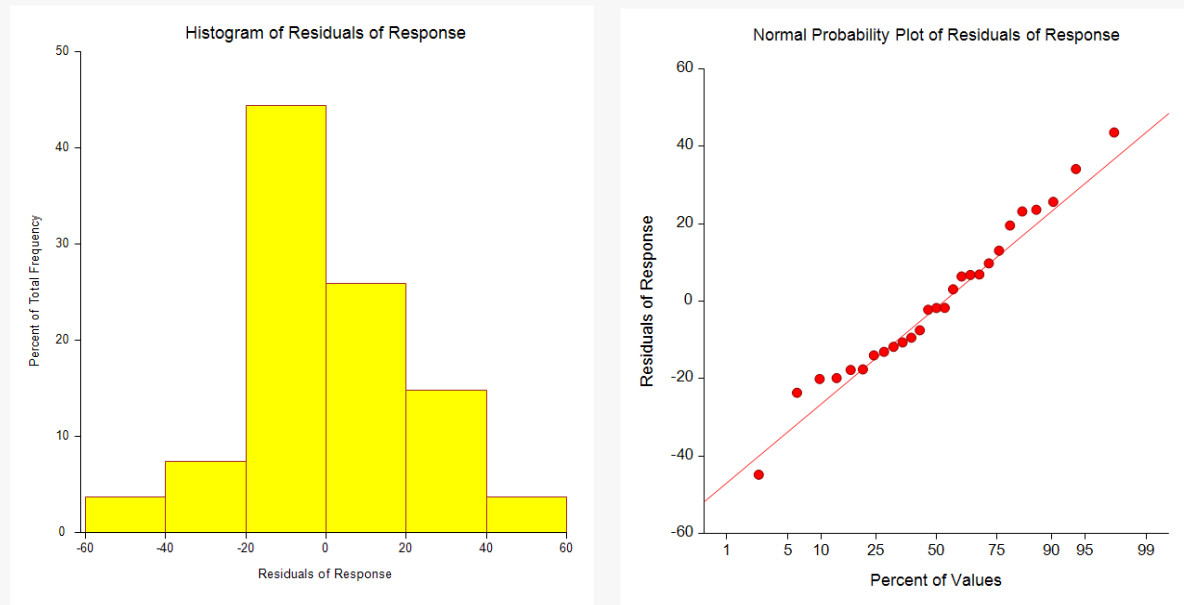 Histogram of Residuals of Response
50
40
30
20
10
0
Percent of Total Frequency
-60 -40 -20 0 20 40 60
Residuals of Response
Normal Probability Plot of Residuals of Response
60
40
20
0
-20
-40
-60
Residuals of Response
1 5 10 25 50 75 90 95 99
Percent of Values